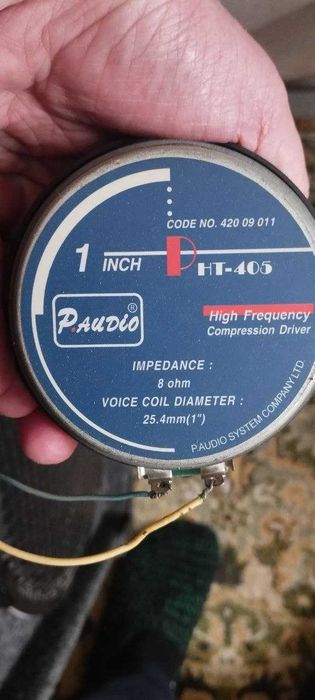 CODE NO. 420 09 011
1 INCH
P HT-405
High Frequency
Compression Driver
P.AUDIO ®
IMPEDANCE :
8 ohm
VOICE COIL DIAMETER :
25.4mm(1")
P.AUDIO SYSTEM COMPANY LTD